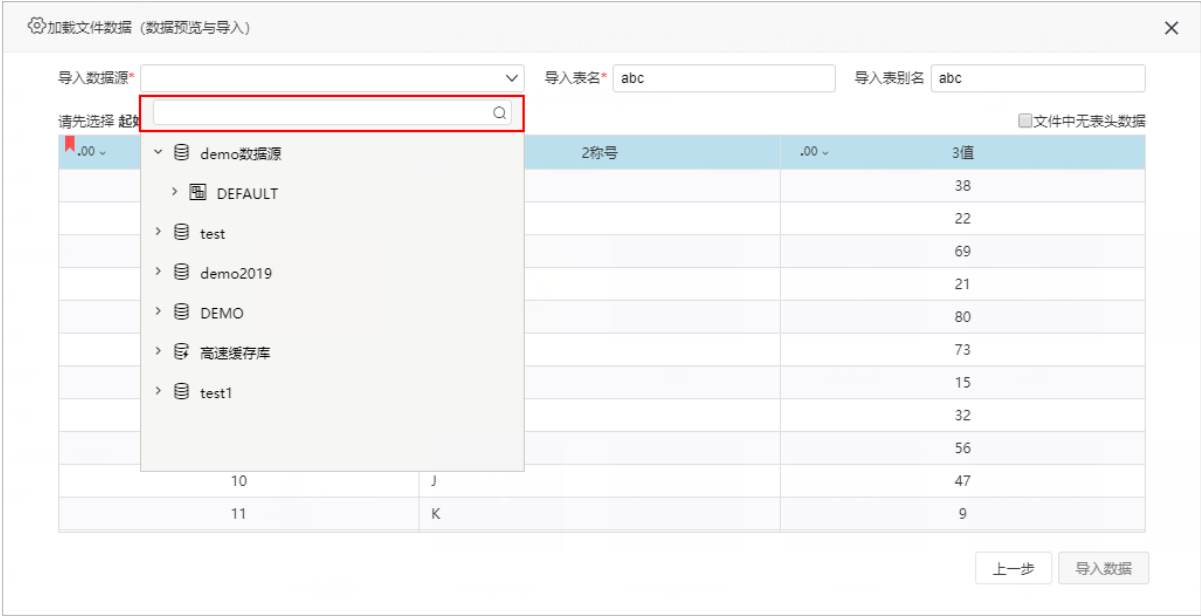 加载文件数据（数据预览与导入）
导入数据源* 导入表名* abc 导入表别名 abc
请先选择 起始 文件中无表头数据
.00 2称号 .00 3值
demo数据源
38
DEFAULT
22
test
69
demo2019
21
DEMO
80
高速缓存库
73
test1
15
32
56
10 J 47
11 K 9
上一步 导入数据